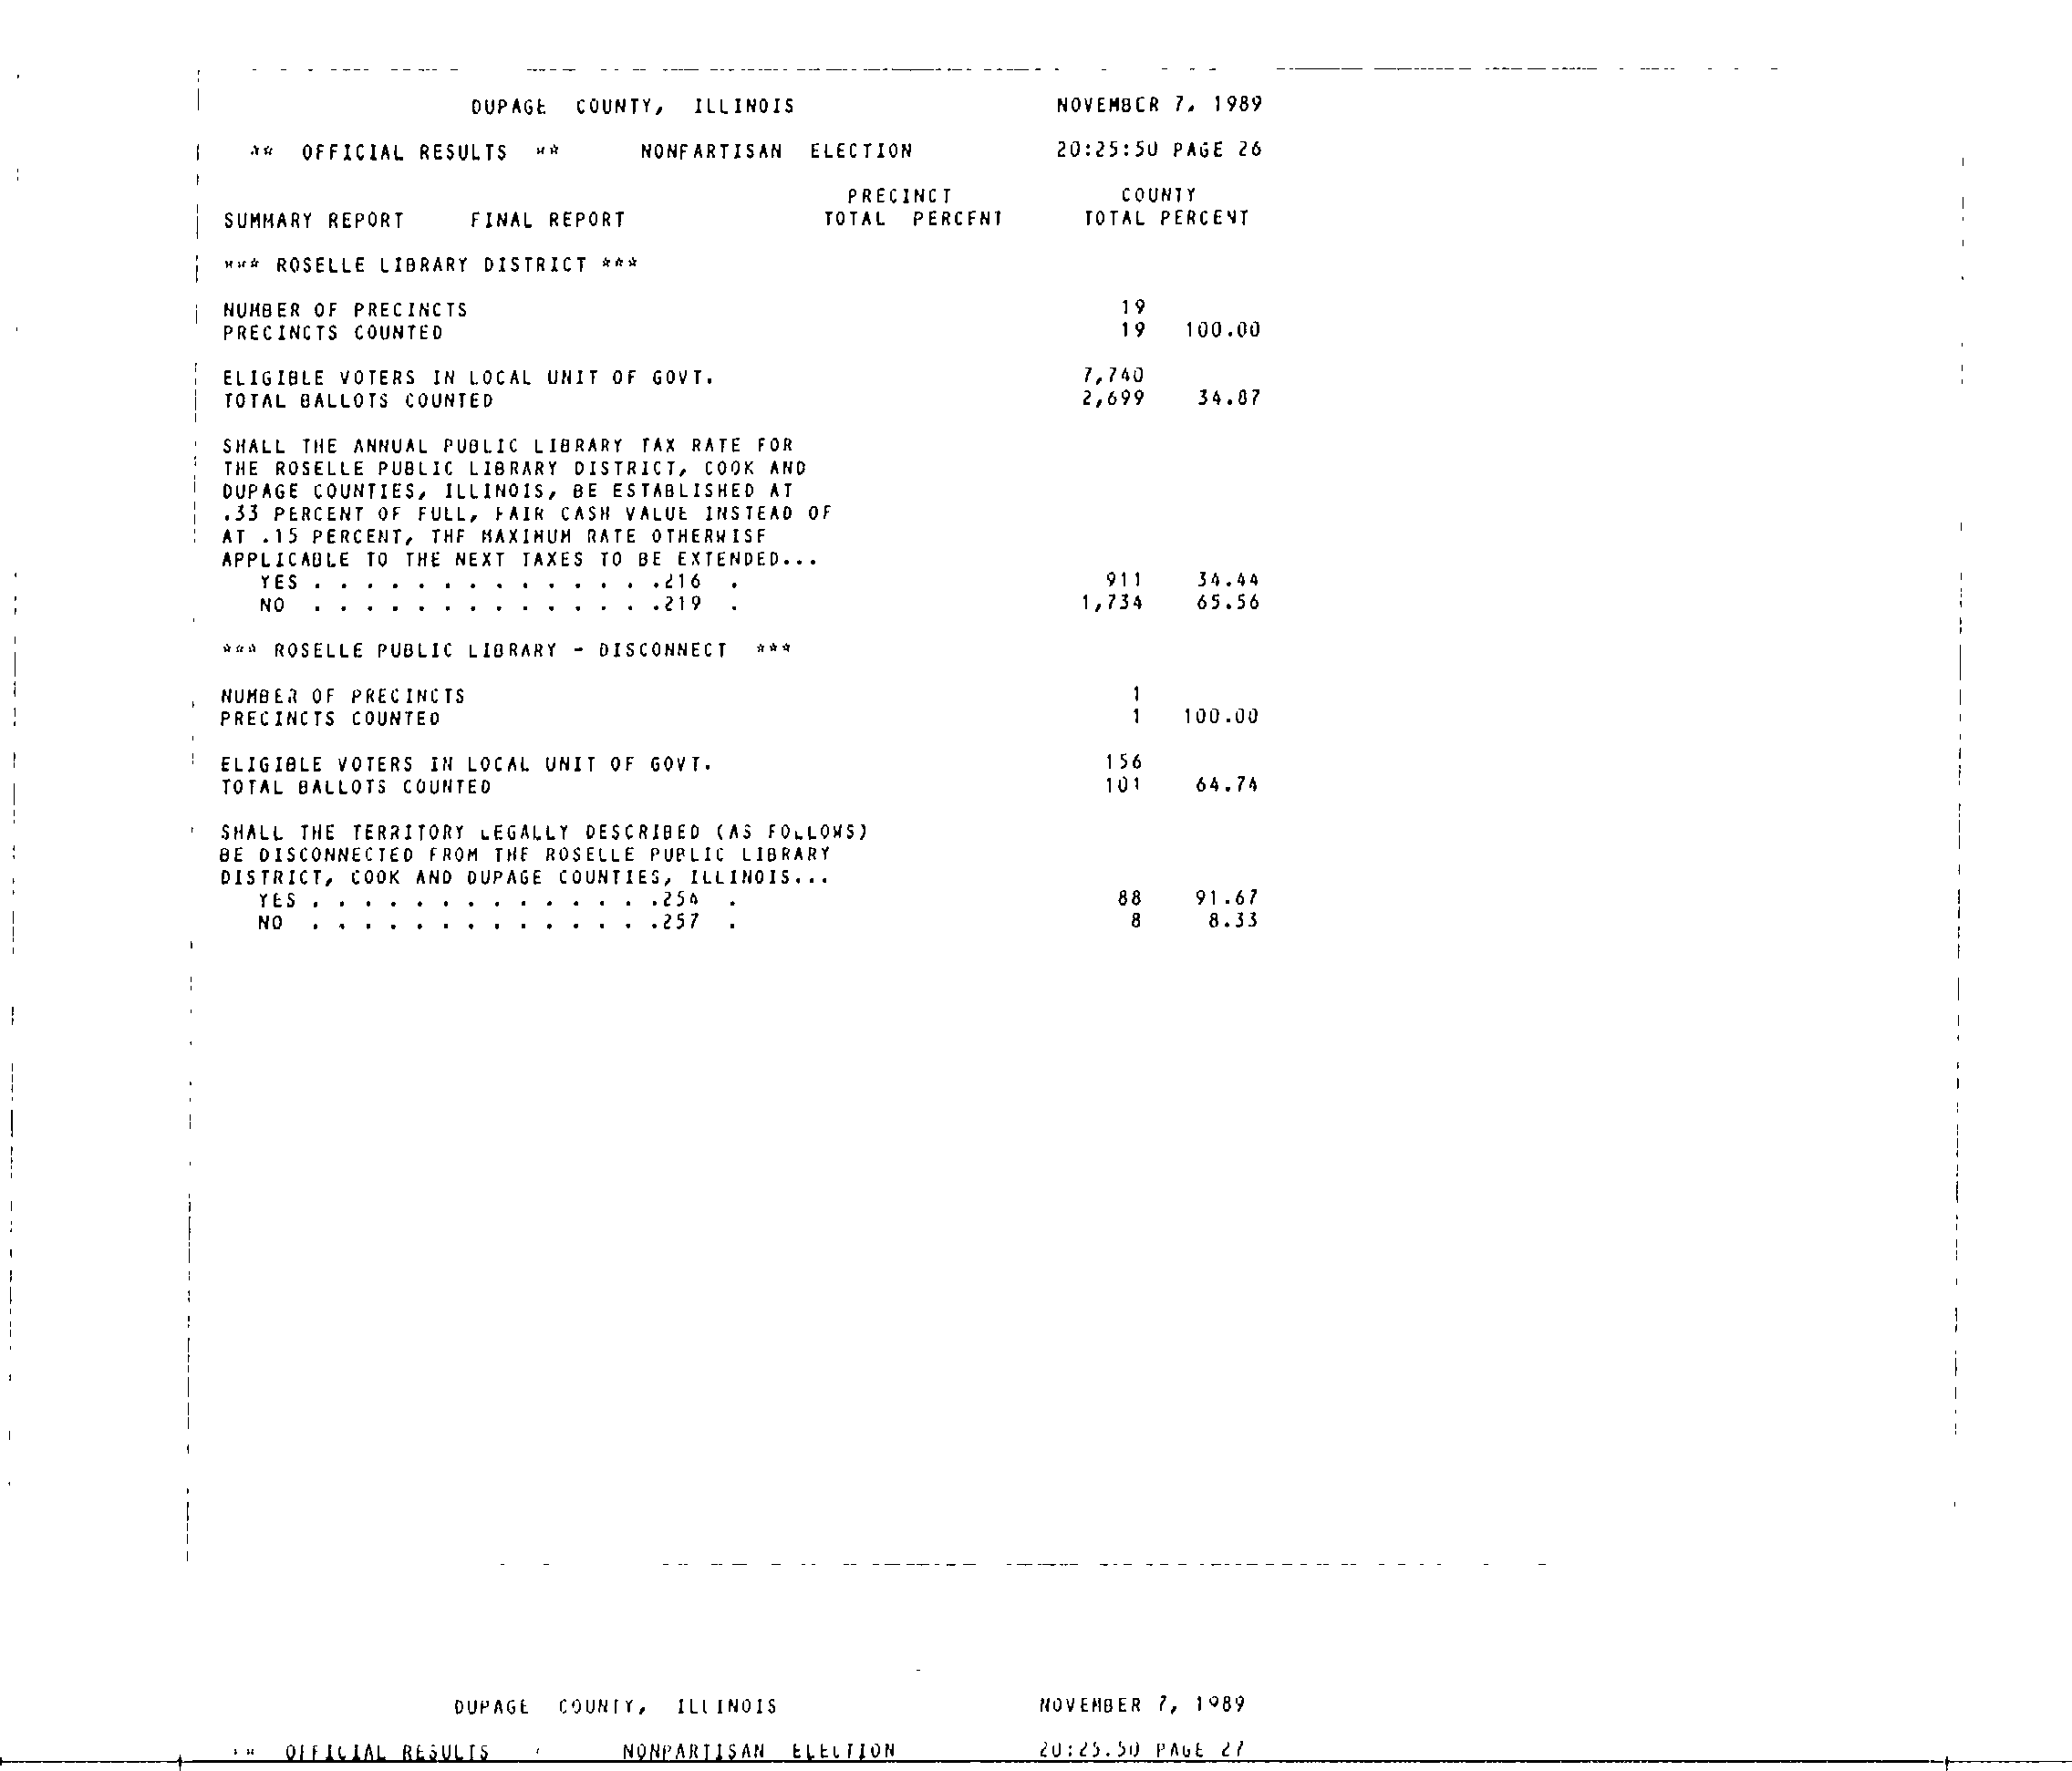 DUPAGE COUNTY, ILLINOIS NOVEMBER 7, 1989
** OFFICIAL RESULTS ** NONPARTISAN ELECTION 20:25:50 PAGE 26
PRECINCT COUNTY
SUMMARY REPORT FINAL REPORT TOTAL PERCENT TOTAL PERCENT
*** ROSELLE LIBRARY DISTRICT ***
NUMBER OF PRECINCTS 19
PRECINCTS COUNTED 19 100.00
ELIGIBLE VOTERS IN LOCAL UNIT OF GOVT. 7,740
TOTAL BALLOTS COUNTED 2,699 34.87
SHALL THE ANNUAL PUBLIC LIBRARY TAX RATE FOR
THE ROSELLE PUBLIC LIBRARY DISTRICT, COOK AND
DUPAGE COUNTIES, ILLINOIS, BE ESTABLISHED AT
.33 PERCENT OF FULL, FAIR CASH VALUE INSTEAD OF
AT .15 PERCENT, THE MAXIMUM RATE OTHERWISE
APPLICABLE TO THE NEXT TAXES TO BE EXTENDED...
YES . . . . . . . . . . . . . .216 . 911 34.44
NO . . . . . . . . . . . . . .219 . 1,734 65.56
*** ROSELLE PUBLIC LIBRARY - DISCONNECT ***
NUMBER OF PRECINCTS 1
PRECINCTS COUNTED 1 100.00
ELIGIBLE VOTERS IN LOCAL UNIT OF GOVT. 156
TOTAL BALLOTS COUNTED 101 64.74
SHALL THE TERRITORY LEGALLY DESCRIBED (AS FOLLOWS)
BE DISCONNECTED FROM THE ROSELLE PUBLIC LIBRARY
DISTRICT, COOK AND DUPAGE COUNTIES, ILLINOIS...
YES . . . . . . . . . . . . . .254 . 88 91.67
NO . . . . . . . . . . . . . .257 . 8 8.33
DUPAGE COUNTY, ILLINOIS NOVEMBER 7, 1989
OFFICIAL RESULTS NONPARTISAN ELECTION 20:25:50 PAGE 27